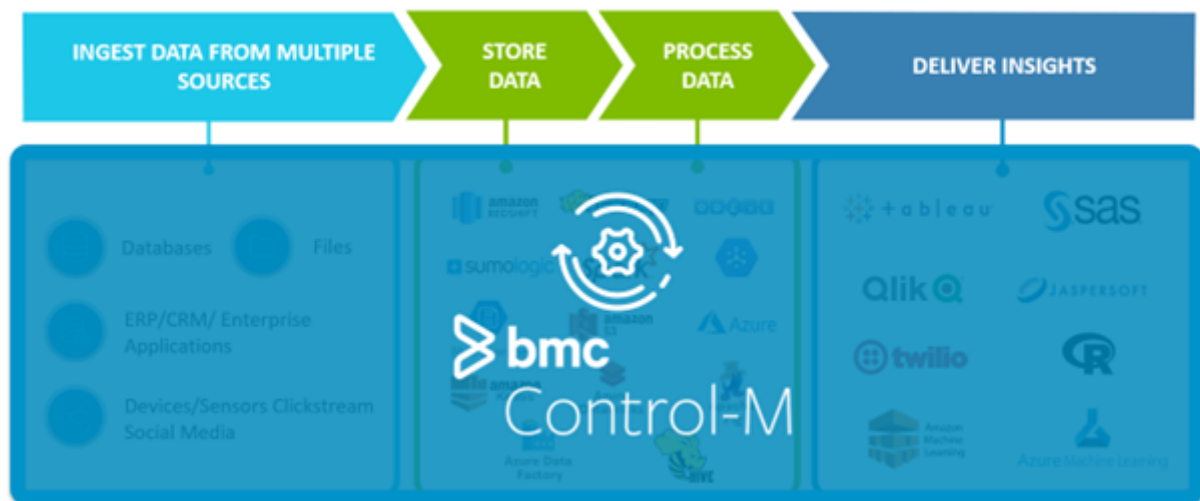 INGEST DATA FROM MULTIPLE
SOURCES
STORE
DATA
PROCESS
DATA
DELIVER INSIGHTS
Databases
Files
ERP/CRM/ Enterprise
Applications
Devices/Sensors Clickstream
Social Media
amazon
REDSHIFT
sumologic
Spark
amazon
S3
Azure
amazon
Azure Data
Factory
HIVE
bmc
Control-M
+ableau
sas
Qlik
JASPERSOFT
twilio
R
Amazon
Machine
Learning
Azure Machine Learning